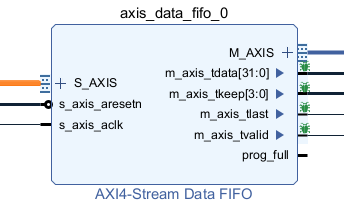 axis_data_fifo_0
M_AXIS
m_axis_tdata[31:0]
S_AXIS
m_axis_tkeep[3:0]
s_axis_aresetn
m_axis_tlast
s_axis_aclk
m_axis_tvalid
prog_full
AXI4-Stream Data FIFO